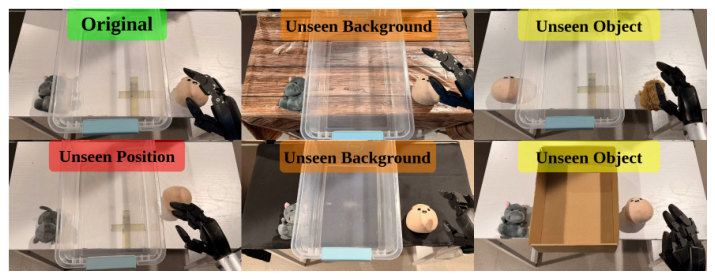 Original
Unseen Background
Unseen Object
Unseen Position
Unseen Background
Unseen Object